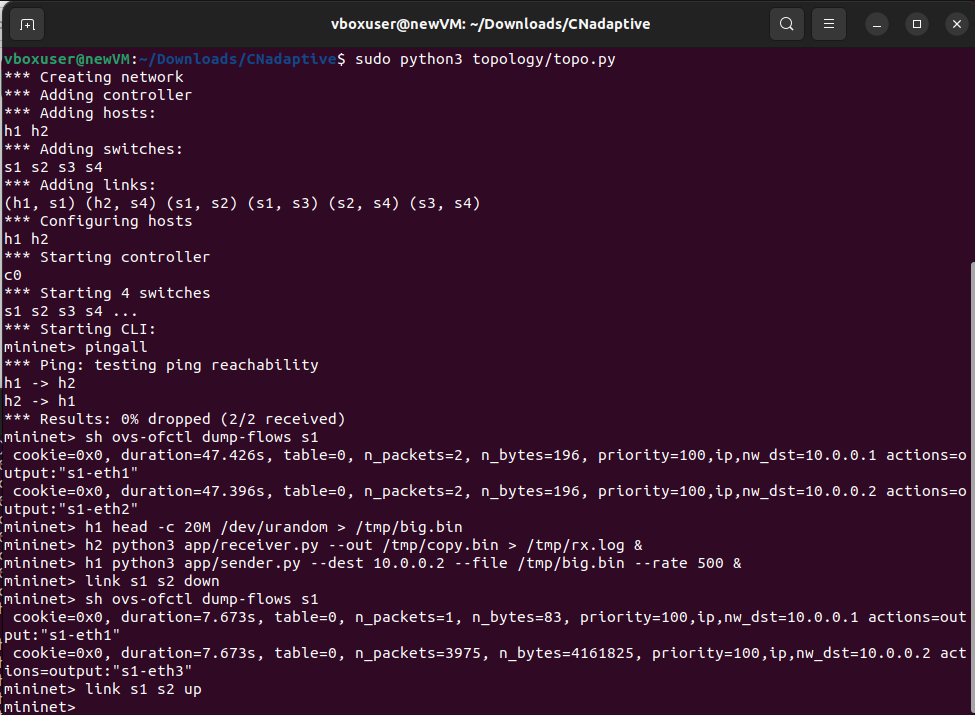 vboxuser@newVM: ~/Downloads/CNadaptive
vboxuser@newVM:~/Downloads/CNadaptive$ sudo python3 topology/topo.py
*** Creating network
*** Adding controller
*** Adding hosts:
h1 h2
*** Adding switches:
s1 s2 s3 s4
*** Adding links:
(h1, s1) (h2, s4) (s1, s2) (s1, s3) (s2, s4) (s3, s4)
*** Configuring hosts
h1 h2
*** Starting controller
c0
*** Starting 4 switches
s1 s2 s3 s4 ...
*** Starting CLI:
mininet> pingall
*** Ping: testing ping reachability
h1 -> h2
h2 -> h1
*** Results: 0% dropped (2/2 received)
mininet> sh ovs-ofctl dump-flows s1
 cookie=0x0, duration=47.426s, table=0, n_packets=2, n_bytes=196, priority=100,ip,nw_dst=10.0.0.1 actions=o
utput:"s1-eth1"
 cookie=0x0, duration=47.396s, table=0, n_packets=2, n_bytes=196, priority=100,ip,nw_dst=10.0.0.2 actions=o
utput:"s1-eth2"
mininet> h1 head -c 20M /dev/urandom > /tmp/big.bin
mininet> h2 python3 app/receiver.py --out /tmp/copy.bin > /tmp/rx.log &
mininet> h1 python3 app/sender.py --dest 10.0.0.2 --file /tmp/big.bin --rate 500 &
mininet> link s1 s2 down
mininet> sh ovs-ofctl dump-flows s1
 cookie=0x0, duration=7.673s, table=0, n_packets=1, n_bytes=83, priority=100,ip,nw_dst=10.0.0.1 actions=out
put:"s1-eth1"
 cookie=0x0, duration=7.673s, table=0, n_packets=3975, n_bytes=4161825, priority=100,ip,nw_dst=10.0.0.2 act
ions=output:"s1-eth3"
mininet> link s1 s2 up
mininet>